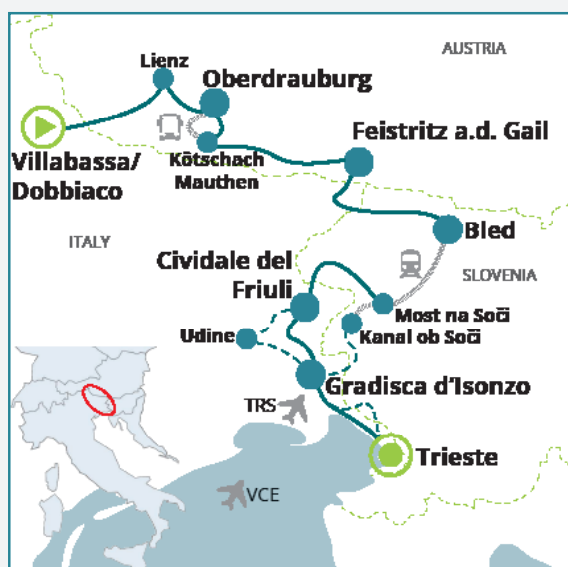 AUSTRIA
Lienz
Oberdrauburg
Villabassa/
Dobbiaco
Kötschach
Mauthen
Feistritz a.d. Gail
ITALY
Bled
Cividale del
Friuli
SLOVENIA
Most na Soči
Udine
Kanal ob Soči
Gradisca d'Isonzo
TRS
Trieste
VCE